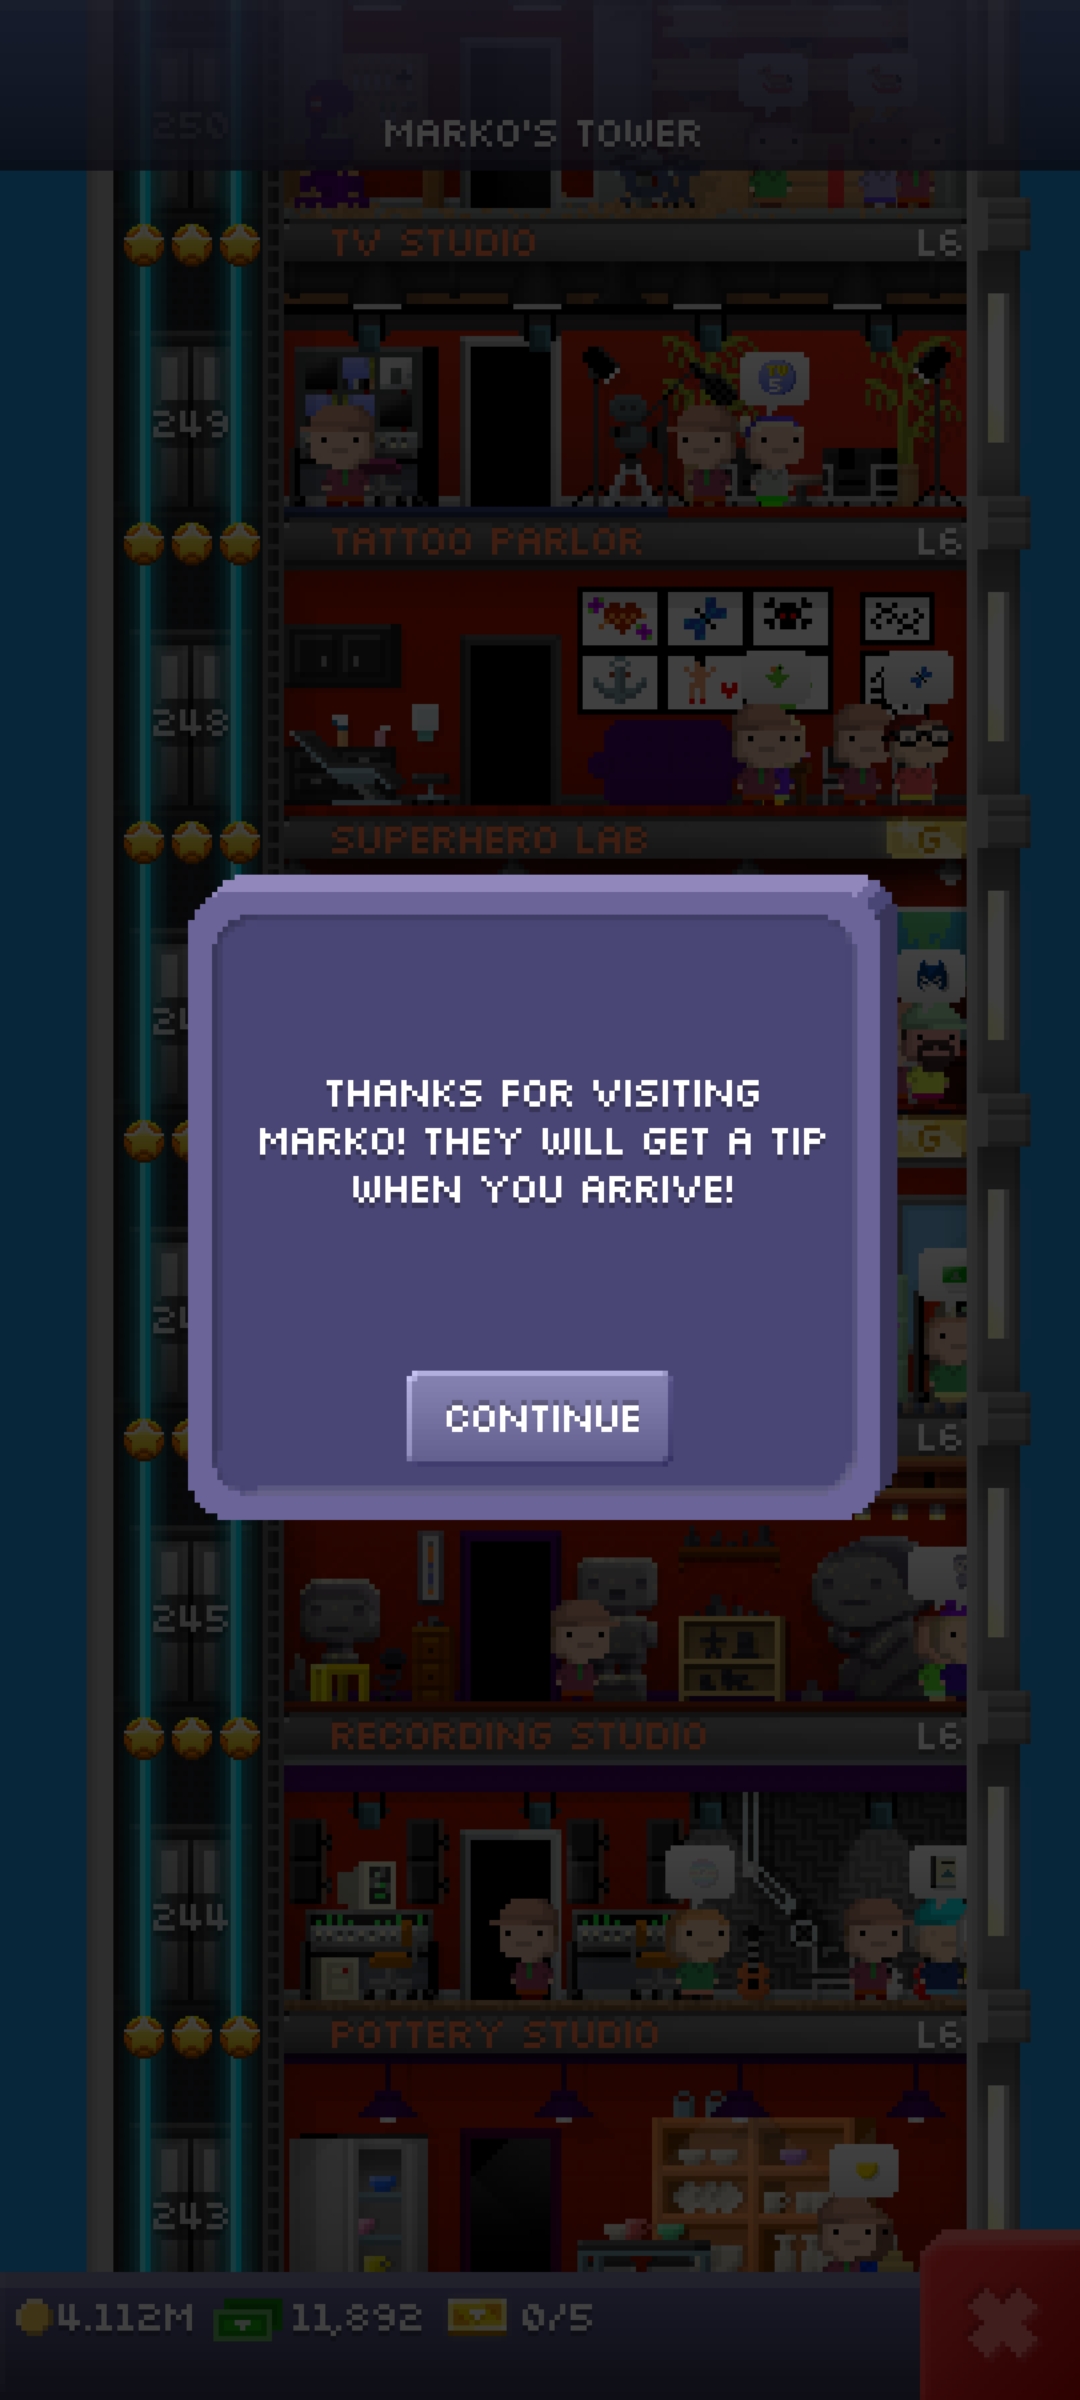 250
MARKO'S TOWER
TV STUDIO
L6
249
TV
5
TATTOO PARLOR
L6
248
SUPERHERO LAB
G
THANKS FOR VISITING
MARKO! THEY WILL GET A TIP
WHEN YOU ARRIVE!
G
CONTINUE
L6
245
RECORDING STUDIO
L6
244
POTTERY STUDIO
L6
243
4.112M
11,892
0/5